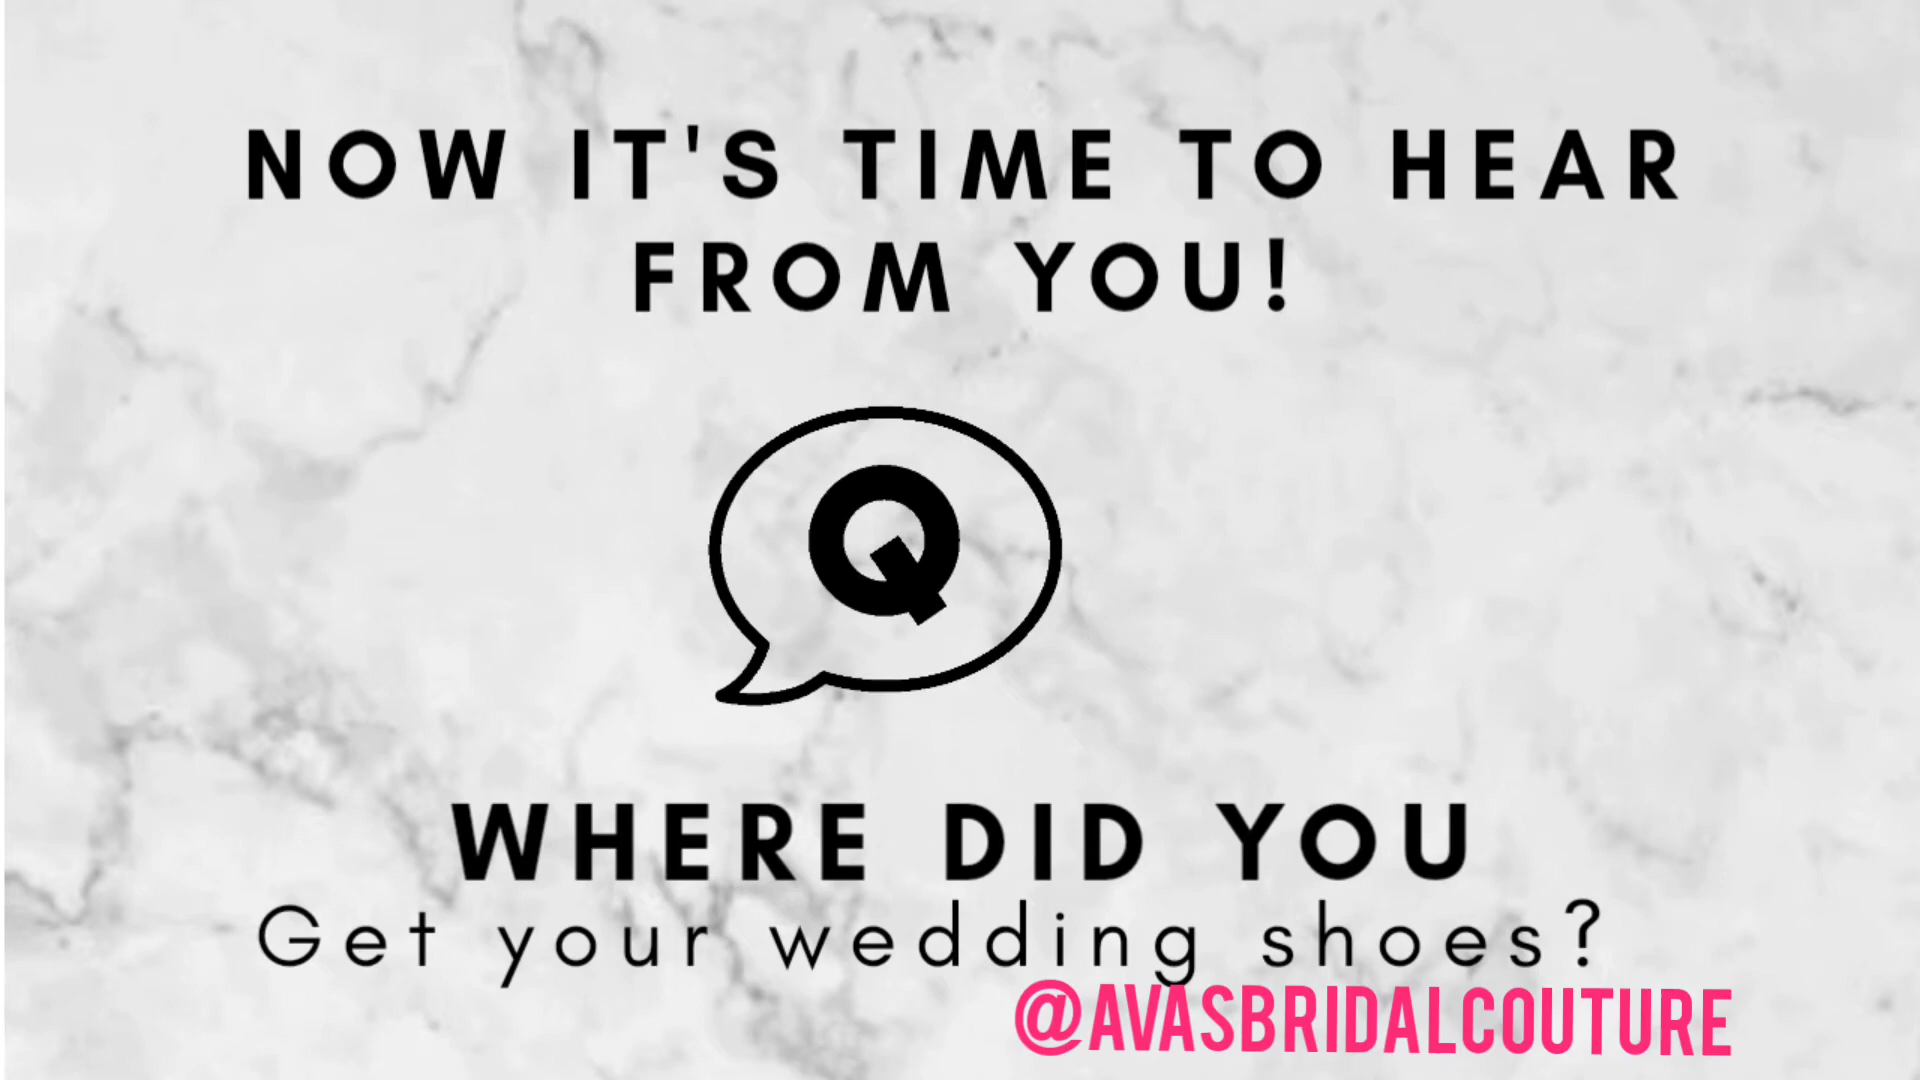 NOW IT'S TIME TO HEAR
FROM YOU!
Q
WHERE DID YOU
Get your wedding shoes?
@AVASBRIDALCOUTURE